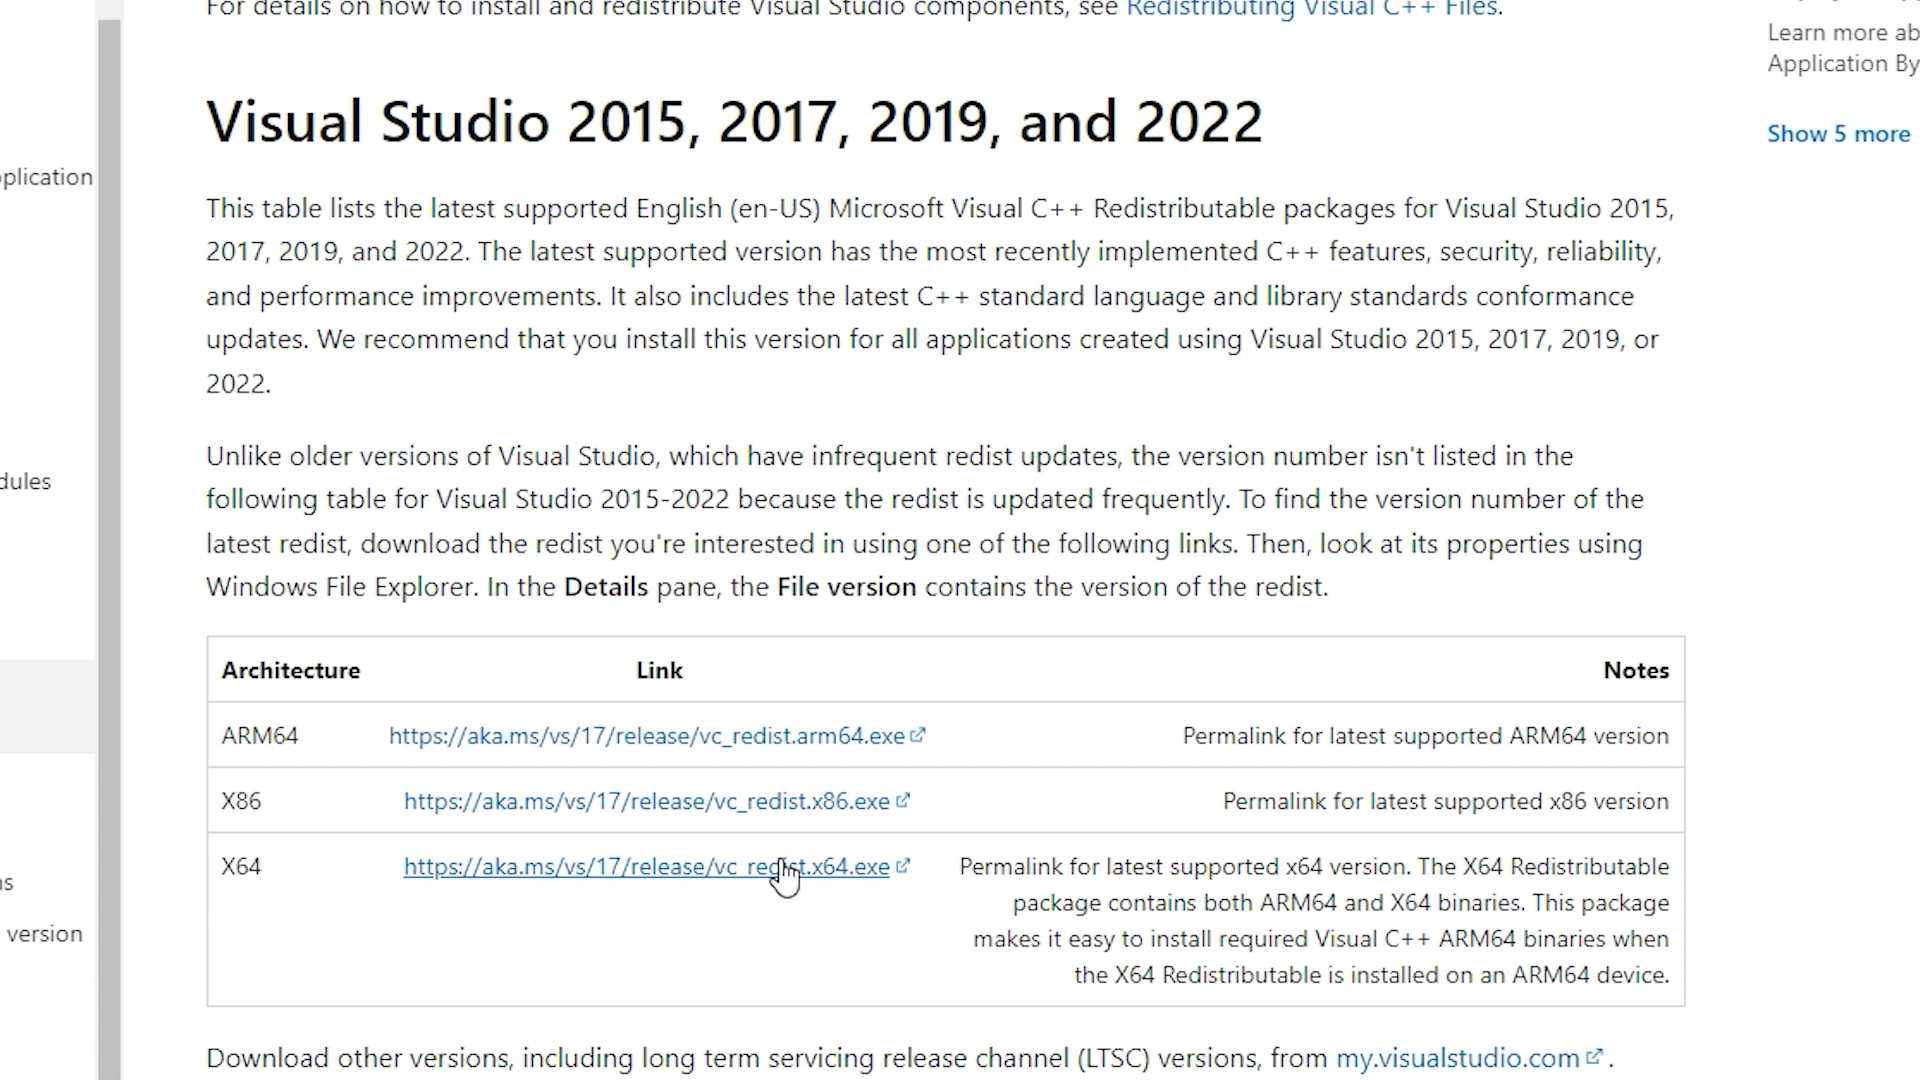 For details on how to install and redistribute Visual Studio components, see Redistributing Visual C++ Files.
Learn more ab
Application By
Show 5 more
plication
dules
s
version
Visual Studio 2015, 2017, 2019, and 2022
This table lists the latest supported English (en-US) Microsoft Visual C++ Redistributable packages for Visual Studio 2015,
2017, 2019, and 2022. The latest supported version has the most recently implemented C++ features, security, reliability,
and performance improvements. It also includes the latest C++ standard language and library standards conformance
updates. We recommend that you install this version for all applications created using Visual Studio 2015, 2017, 2019, or
2022.
Unlike older versions of Visual Studio, which have infrequent redist updates, the version number isn't listed in the
following table for Visual Studio 2015-2022 because the redist is updated frequently. To find the version number of the
latest redist, download the redist you're interested in using one of the following links. Then, look at its properties using
Windows File Explorer. In the Details pane, the File version contains the version of the redist.
Architecture Link Notes
ARM64 https://aka.ms/vs/17/release/vc_redist.arm64.exe Permalink for latest supported ARM64 version
X86 https://aka.ms/vs/17/release/vc_redist.x86.exe Permalink for latest supported x86 version
X64 https://aka.ms/vs/17/release/vc_redist.x64.exe Permalink for latest supported x64 version. The X64 Redistributable
package contains both ARM64 and X64 binaries. This package
makes it easy to install required Visual C++ ARM64 binaries when
the X64 Redistributable is installed on an ARM64 device.
Download other versions, including long term servicing release channel (LTSC) versions, from my.visualstudio.com.